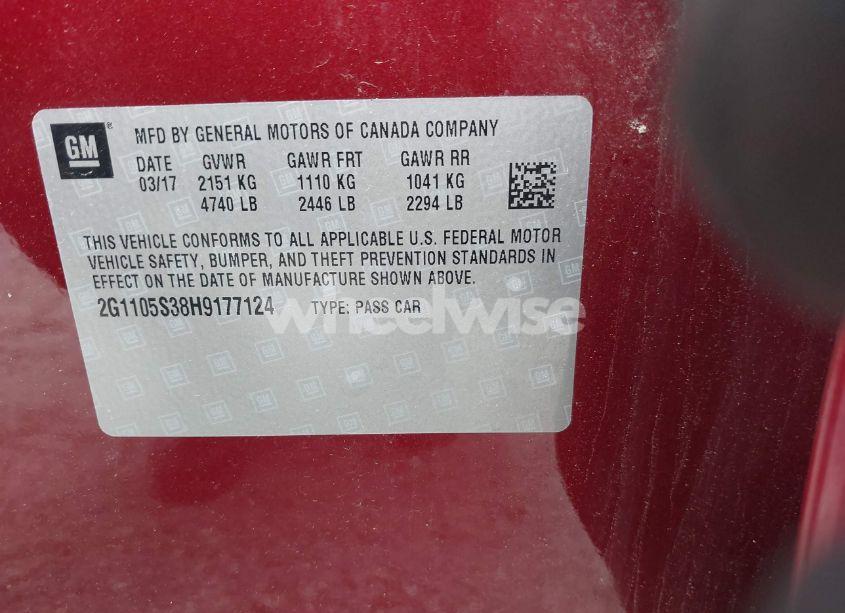 GM
MFD BY GENERAL MOTORS OF CANADA COMPANY
DATE GVWR GAWR FRT GAWR RR
03/17 2151 KG 1110 KG 1041 KG
4740 LB 2446 LB 2294 LB
THIS VEHICLE CONFORMS TO ALL APPLICABLE U.S. FEDERAL MOTOR
VEHICLE SAFETY, BUMPER, AND THEFT PREVENTION STANDARDS IN
EFFECT ON THE DATE OF MANUFACTURE SHOWN ABOVE.
2G1105S38H9177124 TYPE: PASS CAR
wheelwise